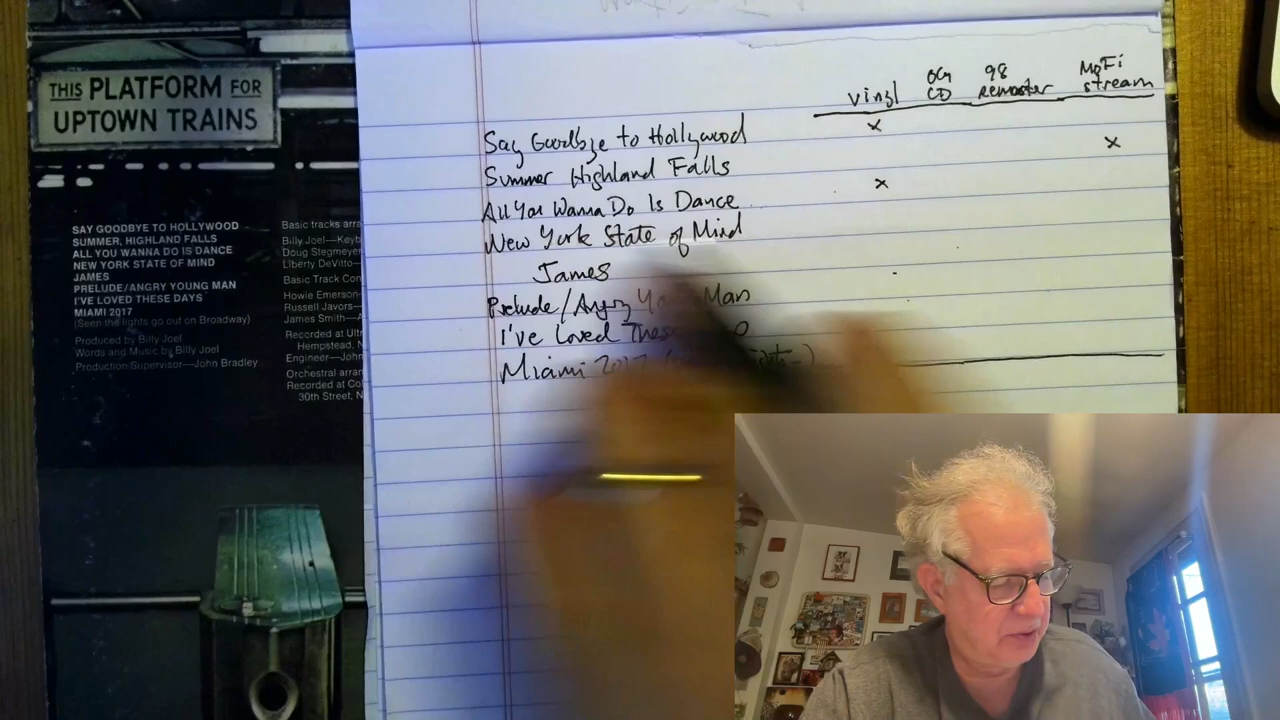 THIS PLATFORM FOR
UPTOWN TRAINS
SAY GOODBYE TO HOLLYWOOD
SUMMER, HIGHLAND FALLS
ALL YOU WANNA DO IS DANCE
NEW YORK STATE OF MIND
JAMES
PRELUDE/ANGRY YOUNG MAN
I'VE LOVED THESE DAYS
MIAMI 2017
(Seen the lights go out on Broadway)
Produced by Billy Joel
Words and Music by Billy Joel
Production Supervisor—John Bradley
Basic tracks arra
Billy Joel—Keyb
Doug Stegmeyer
Liberty DeVitto—
Basic Track Con
Howie Emerson-
Russell Javors—
James Smith—A
Recorded at Ultr
Hempstead, N
Engineer—John
Orchestral arran
Recorded at Co
30th Street, N
vinyl OG CD 98 Remaster MoFi stream
Say Goodbye to Hollywood x
Summer Highland Falls x
All You Wanna Do Is Dance x
New York State of Mind
James
Prelude/Angry Young Man
I've Loved These
Miami 2017